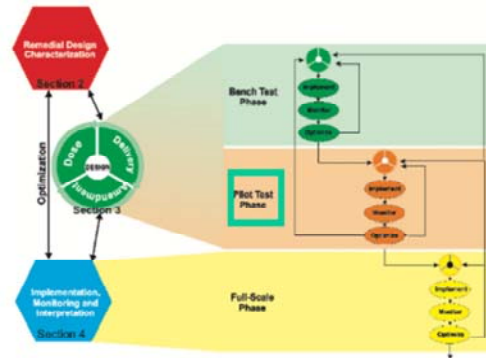 Remedial Design
Characterization
Section 2
Optimization
Dose
Delivery
Amendment
DESIGN
Section 3
Implementation,
Monitoring and
Interpretation
Section 4
Bench Test
Phase
Implement
Monitor
Optimize
Pilot Test
Phase
Implement
Monitor
Optimize
Full-Scale
Phase
Implement
Monitor
Optimize